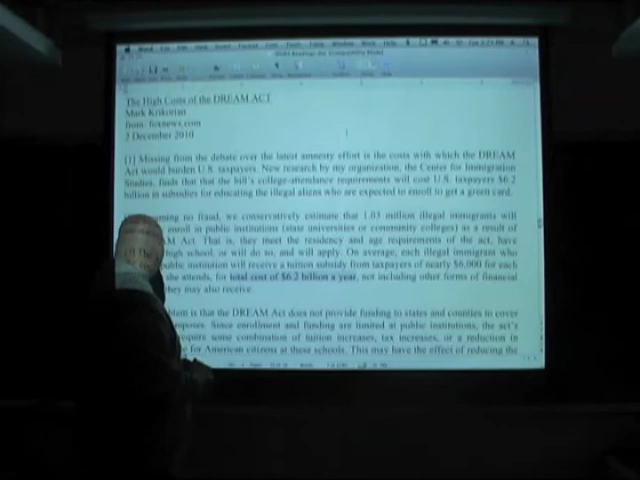 The High Costs of the DREAM ACT
Mark Krikorian
from: foxnews.com
2 December 2010
[1] Missing from the debate over the latest amnesty effort is the costs with which the DREAM
Act would burden U.S. taxpayers. New research by my organization, the Center for Immigration
Studies, finds that that the bill's college-attendance requirements will cost U.S. taxpayers $6.2
billion in subsidies for educating the illegal aliens who are expected to enroll to get a green card.
ming no fraud, we conservatively estimate that 1.03 million illegal immigrants will
enroll in public institutions (state universities or community colleges) as a result of
M Act. That is, they meet the residency and age requirements of the act, have
high school, or will do so, and will apply. On average, each illegal immigrant who
public institution will receive a tuition subsidy from taxpayers of nearly $6,000 for each
she attends, for total cost of $6.2 billion a year, not including other forms of financial
they may also receive.
blem is that the DREAM Act does not provide funding to states and counties to cover
poses. Since enrollment and funding are limited at public institutions, the act's
equire some combination of tuition increases, tax increases, or a reduction in
e for American citizens at these schools. This may have the effect of reducing the